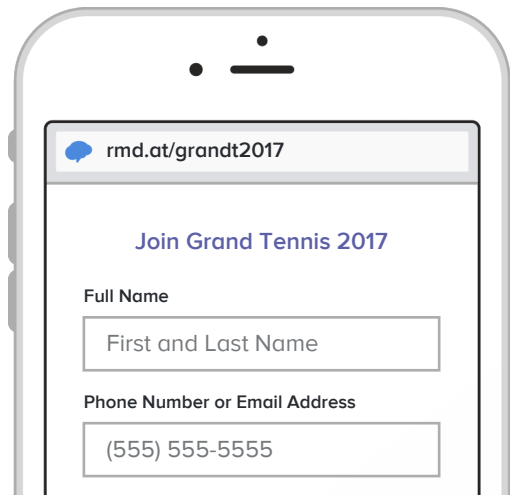 rmd.at/grandt2017
Join Grand Tennis 2017
Full Name
First and Last Name
Phone Number or Email Address
(555) 555-5555